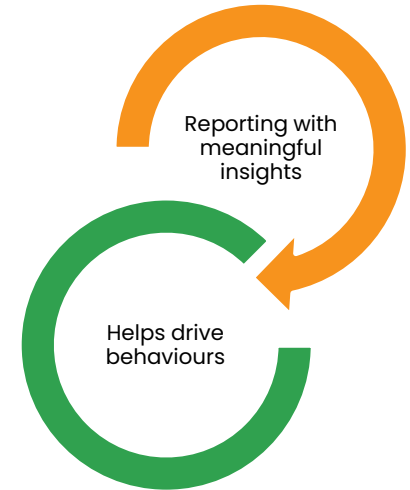 Reporting with
meaningful
insights
Helps drive
behaviours